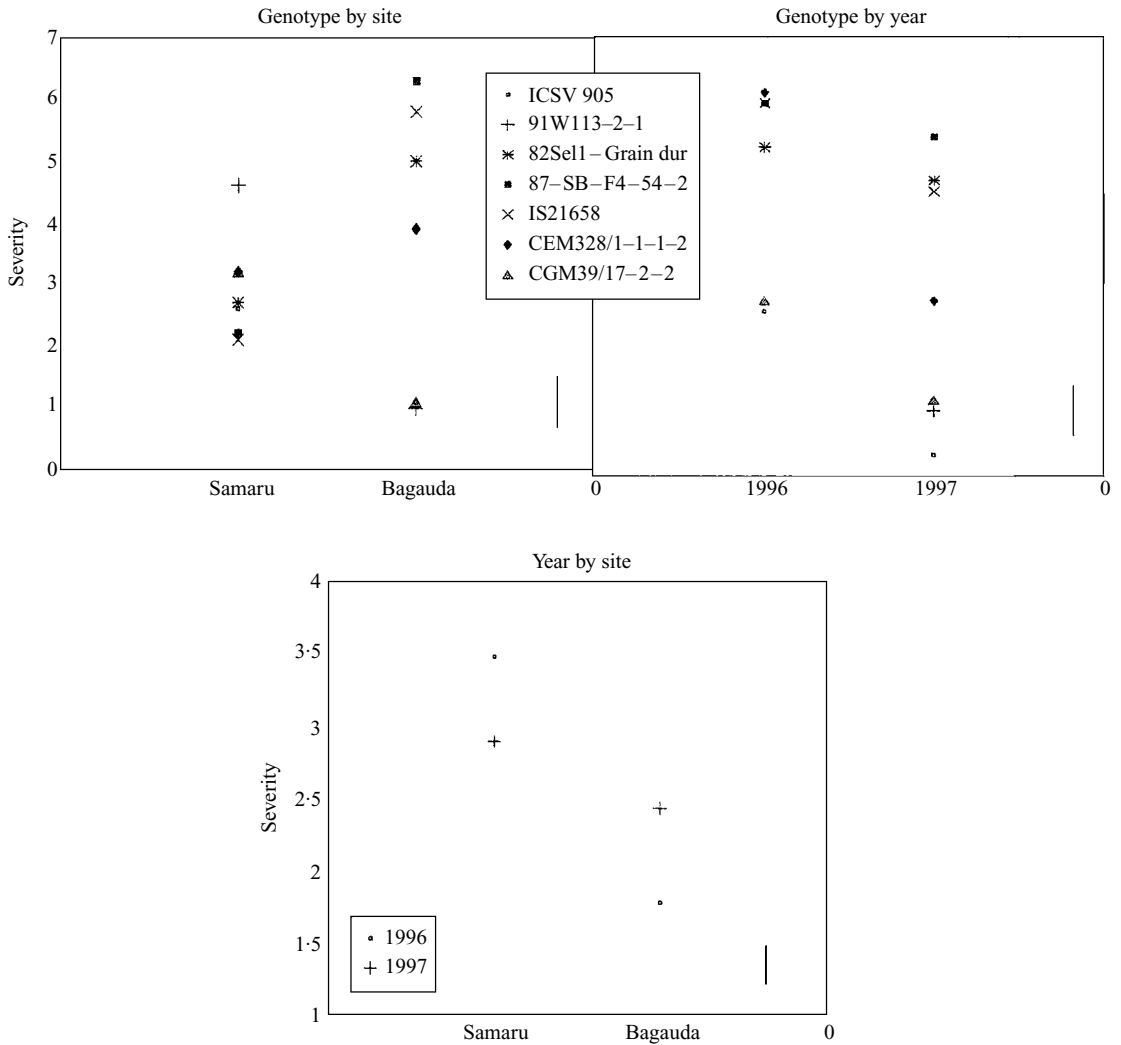 Genotype by site
Genotype by year
7
6
5
4
3
2
1
0
Severity
ICSV 905
91W113–2–1
82Sel1–Grain dur
87–SB–F4–54–2
IS21658
CEM328/1–1–1–2
CGM39/17–2–2
Samaru
Bagauda
0
1996
1997
0
Year by site
4
3·5
3
2·5
2
1·5
1
Severity
1996
1997
Samaru
Bagauda
0